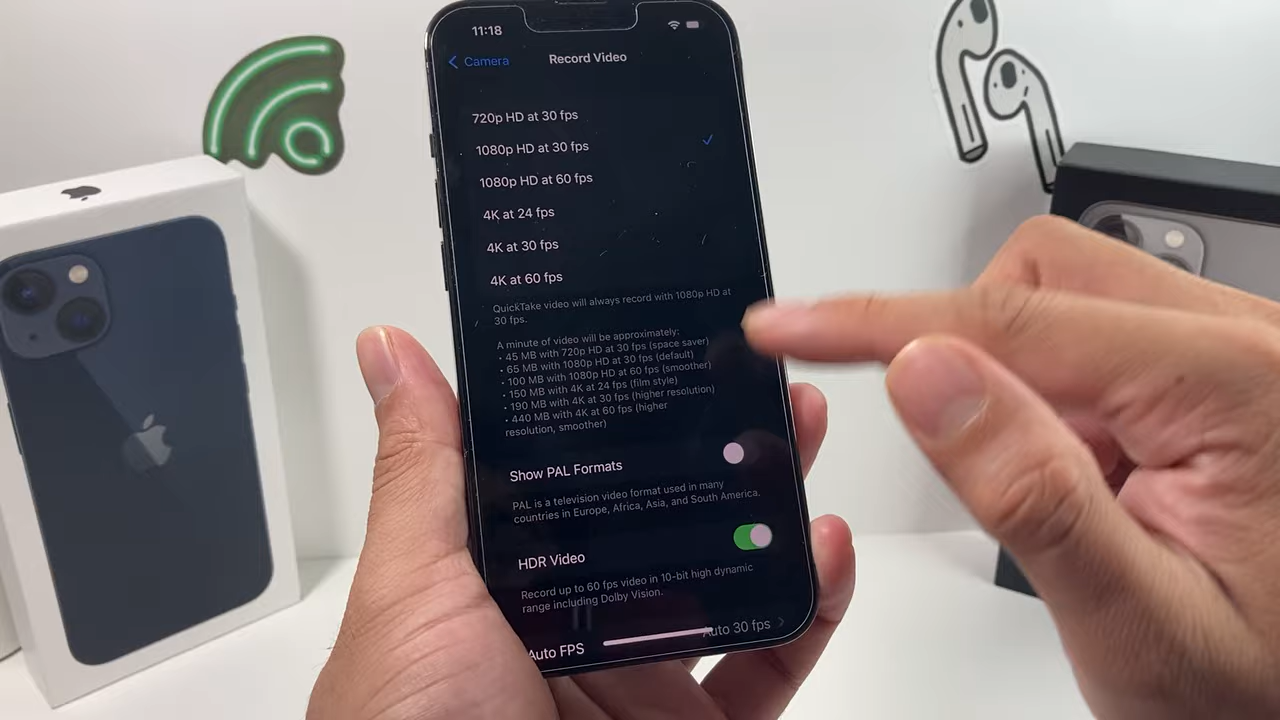 11:18
Camera
Record Video
720p HD at 30 fps
1080p HD at 30 fps
1080p HD at 60 fps
4K at 24 fps
4K at 30 fps
4K at 60 fps
QuickTake video will always record with 1080p HD at
30 fps.
A minute of video will be approximately:
• 45 MB with 720p HD at 30 fps (space saver)
• 65 MB with 1080p HD at 30 fps (default)
• 100 MB with 1080p HD at 60 fps (smoother)
• 150 MB with 4K at 24 fps (film style)
• 190 MB with 4K at 30 fps (higher resolution)
• 440 MB with 4K at 60 fps (higher
resolution, smoother)
Show PAL Formats
PAL is a television video format used in many
countries in Europe, Africa, Asia, and South America.
HDR Video
Record up to 60 fps video in 10-bit high dynamic
range including Dolby Vision.
Auto FPS
Auto 30 fps